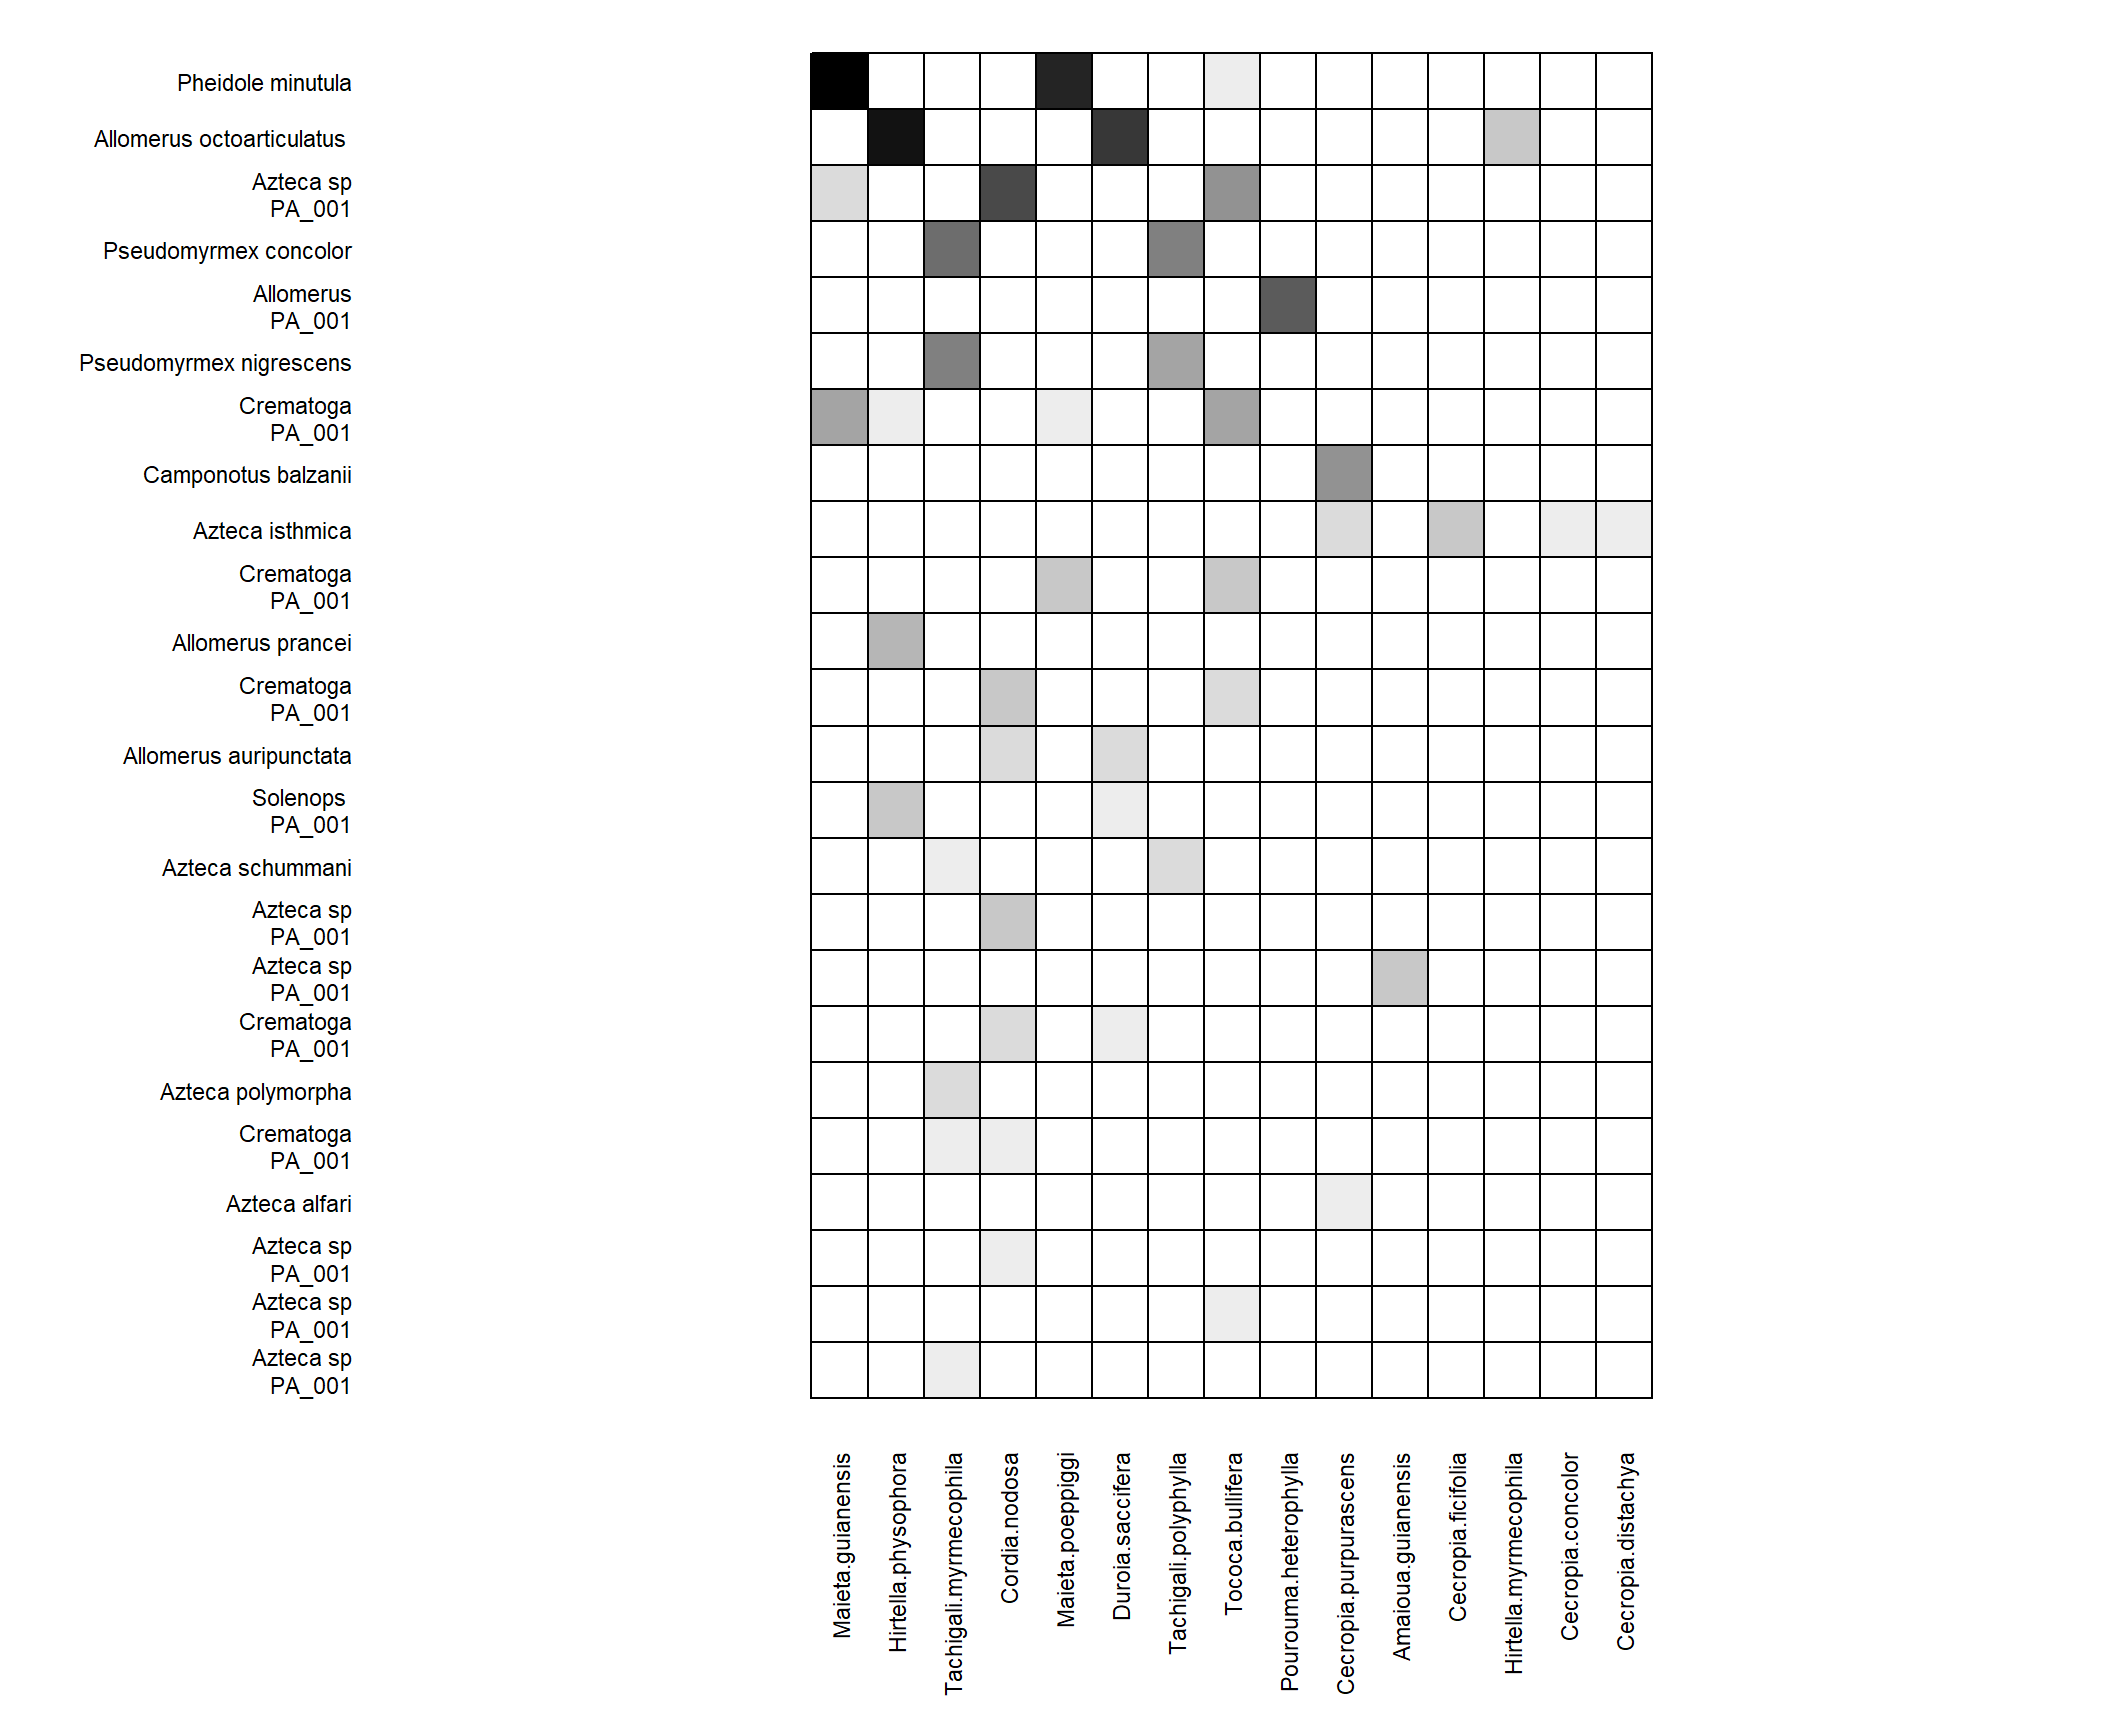 Pheidole minutula
Allomerus octoarticulatus
Azteca sp
PA_001
Pseudomyrmex concolor
Allomerus
PA_001
Pseudomyrmex nigrescens
Crematoga
PA_001
Camponotus balzanii
Azteca isthmica
Crematoga
PA_001
Allomerus prancei
Crematoga
PA_001
Allomerus auripunctata
Solenops
PA_001
Azteca schummani
Azteca sp
PA_001
Azteca sp
PA_001
Crematoga
PA_001
Azteca polymorpha
Crematoga
PA_001
Azteca alfari
Azteca sp
PA_001
Azteca sp
PA_001
Azteca sp
PA_001
Maieta.guianensis
Hirtella.physophora
Tachigali.myrmecophila
Cordia.nodosa
Maieta.poeppiggi
Duroia.saccifera
Tachigali.polyphylla
Tococa.bullifera
Pourouma.heterophylla
Cecropia.purpurascens
Amaioua.guianensis
Cecropia.ficifolia
Hirtella.myrmecophila
Cecropia.concolor
Cecropia.distachya